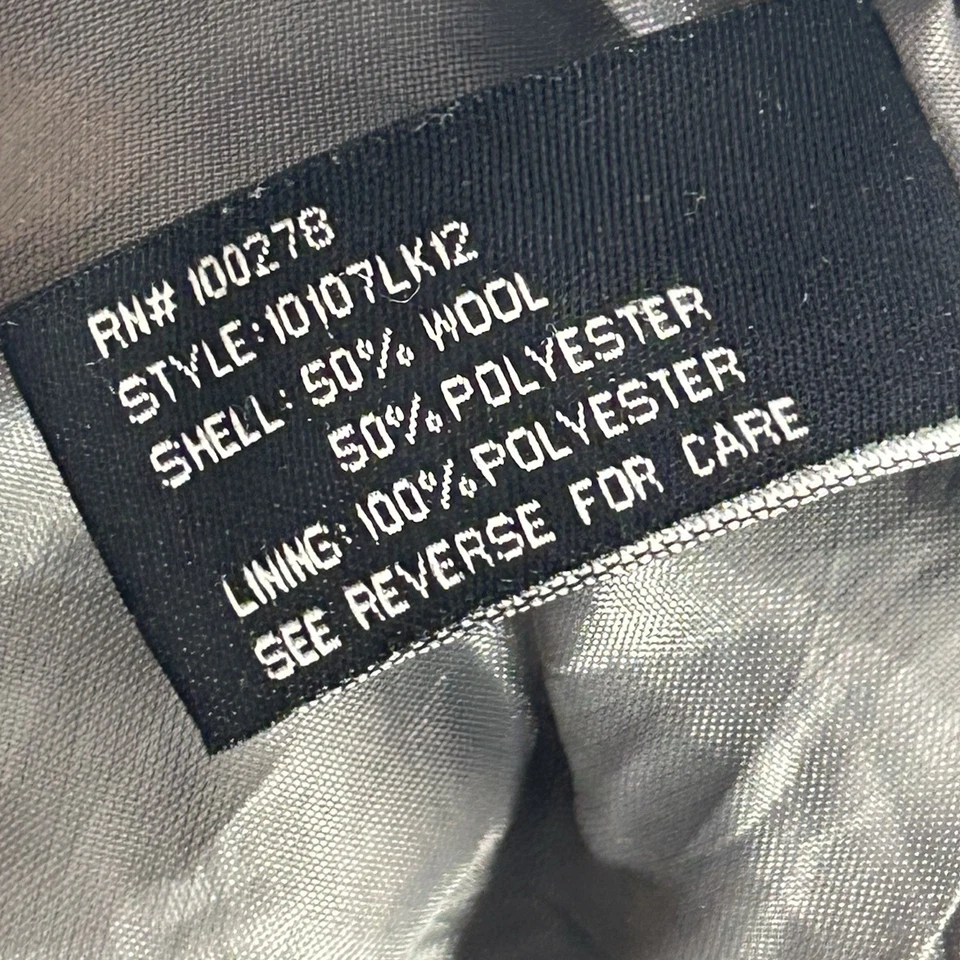 RN# 100278
STYLE: 10107LK12
SHELL: 50% WOOL
50% POLYESTER
LINING: 100% POLYESTER
SEE REVERSE FOR CARE